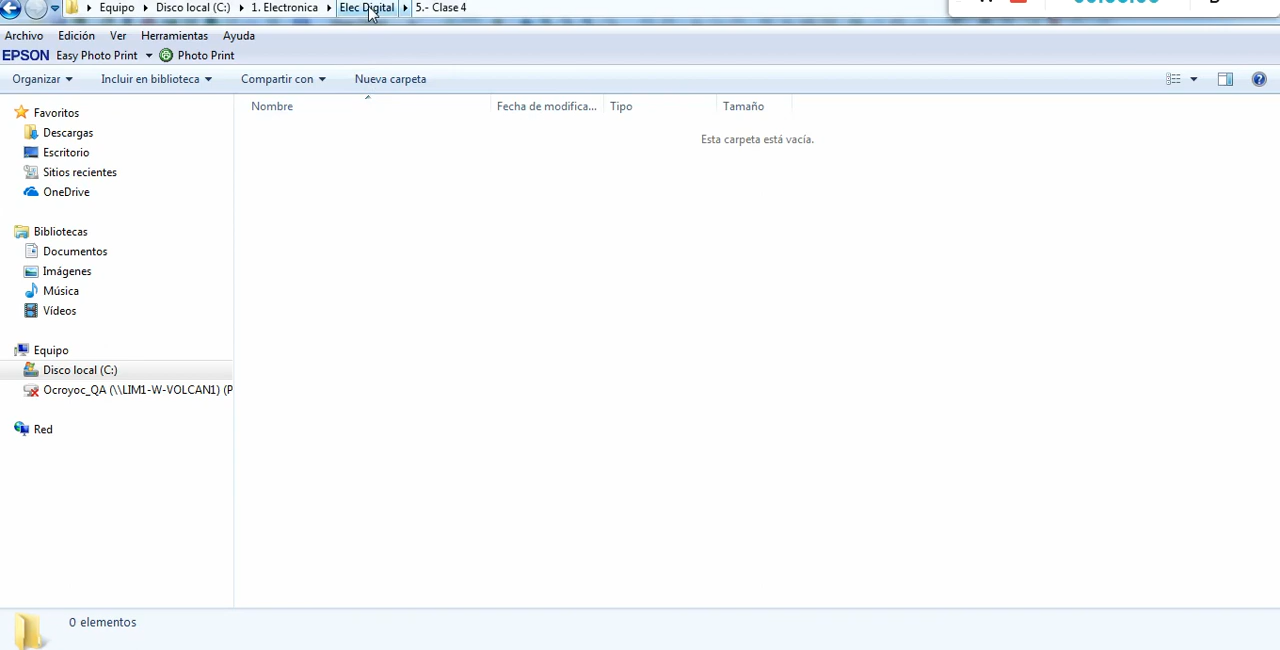 Equipo Disco local (C:) 1. Electronica Elec Digital 5.- Clase 4
Archivo Edición Ver Herramientas Ayuda
EPSON Easy Photo Print Photo Print
Organizar Incluir en biblioteca Compartir con Nueva carpeta
Nombre Fecha de modifica... Tipo Tamaño
Esta carpeta está vacía.
Favoritos
Descargas
Escritorio
Sitios recientes
OneDrive
Bibliotecas
Documentos
Imágenes
Música
Vídeos
Equipo
Disco local (C:)
Ocroyoc_QA (\\LIM1-W-VOLCAN1) (P
Red
0 elementos